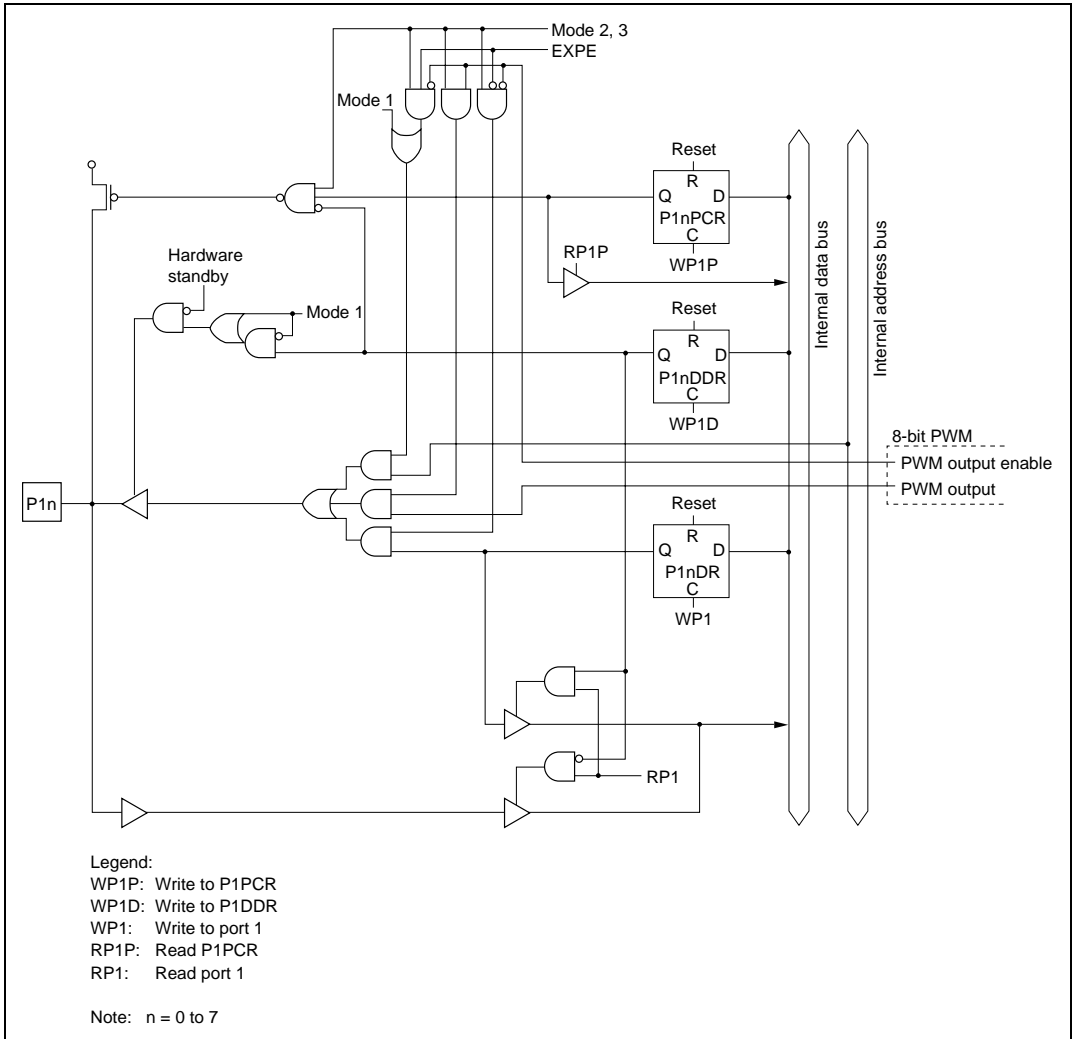 Mode 2, 3
EXPE
Mode 1
Reset
R
Q D
P1nPCR
C
WP1P
RP1P
Hardware
standby
Mode 1
Reset
R
Q D
P1nDDR
C
WP1D
Internal data bus
Internal address bus
8-bit PWM
PWM output enable
PWM output
P1n
Reset
R
Q D
P1nDR
C
WP1
RP1
Legend:
WP1P: Write to P1PCR
WP1D: Write to P1DDR
WP1: Write to port 1
RP1P: Read P1PCR
RP1: Read port 1
Note: n = 0 to 7